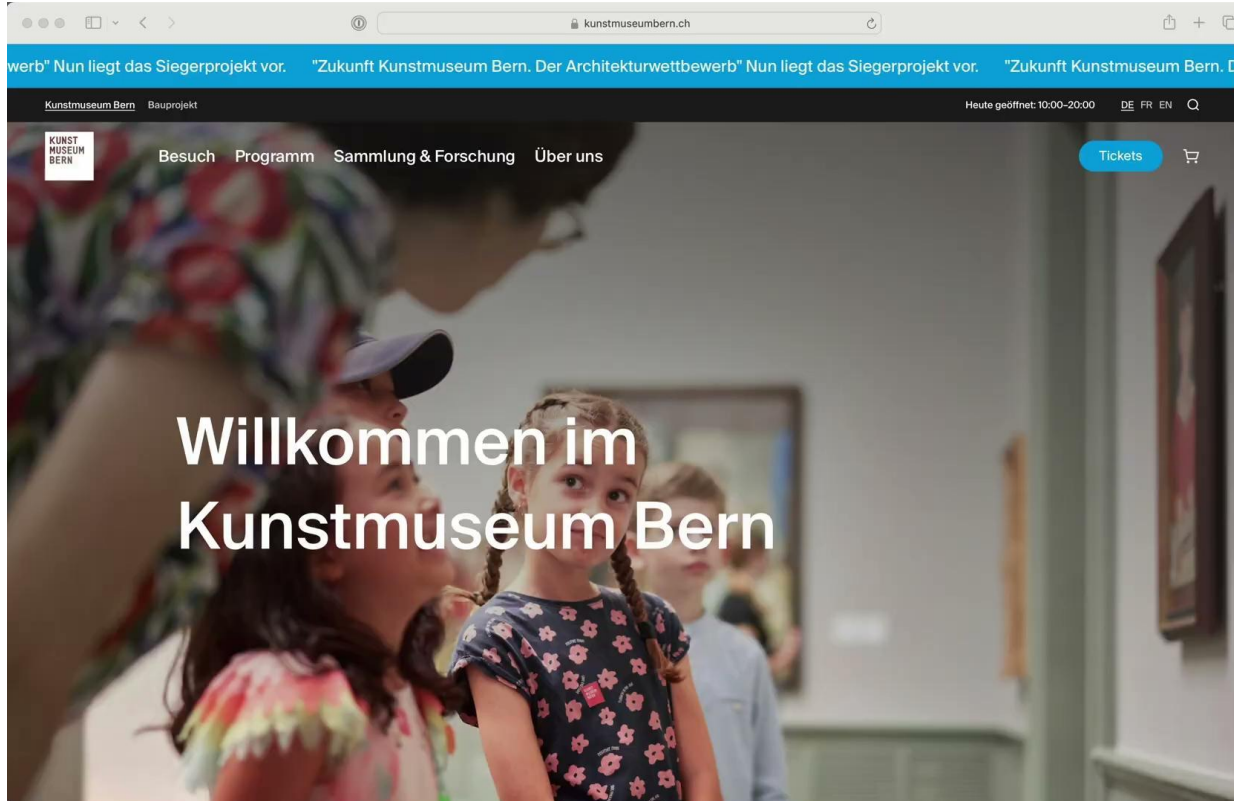 kunstmuseumbern.ch
werb" Nun liegt das Siegerprojekt vor. "Zukunft Kunstmuseum Bern. Der Architekturwettbewerb" Nun liegt das Siegerprojekt vor. "Zukunft Kunstmuseum Bern. D
Kunstmuseum Bern Bauprojekt Heute geöffnet: 10:00–20:00 DE FR EN
KUNST
MUSEUM
BERN
Besuch Programm Sammlung & Forschung Über uns Tickets
Willkommen im
Kunstmuseum Bern